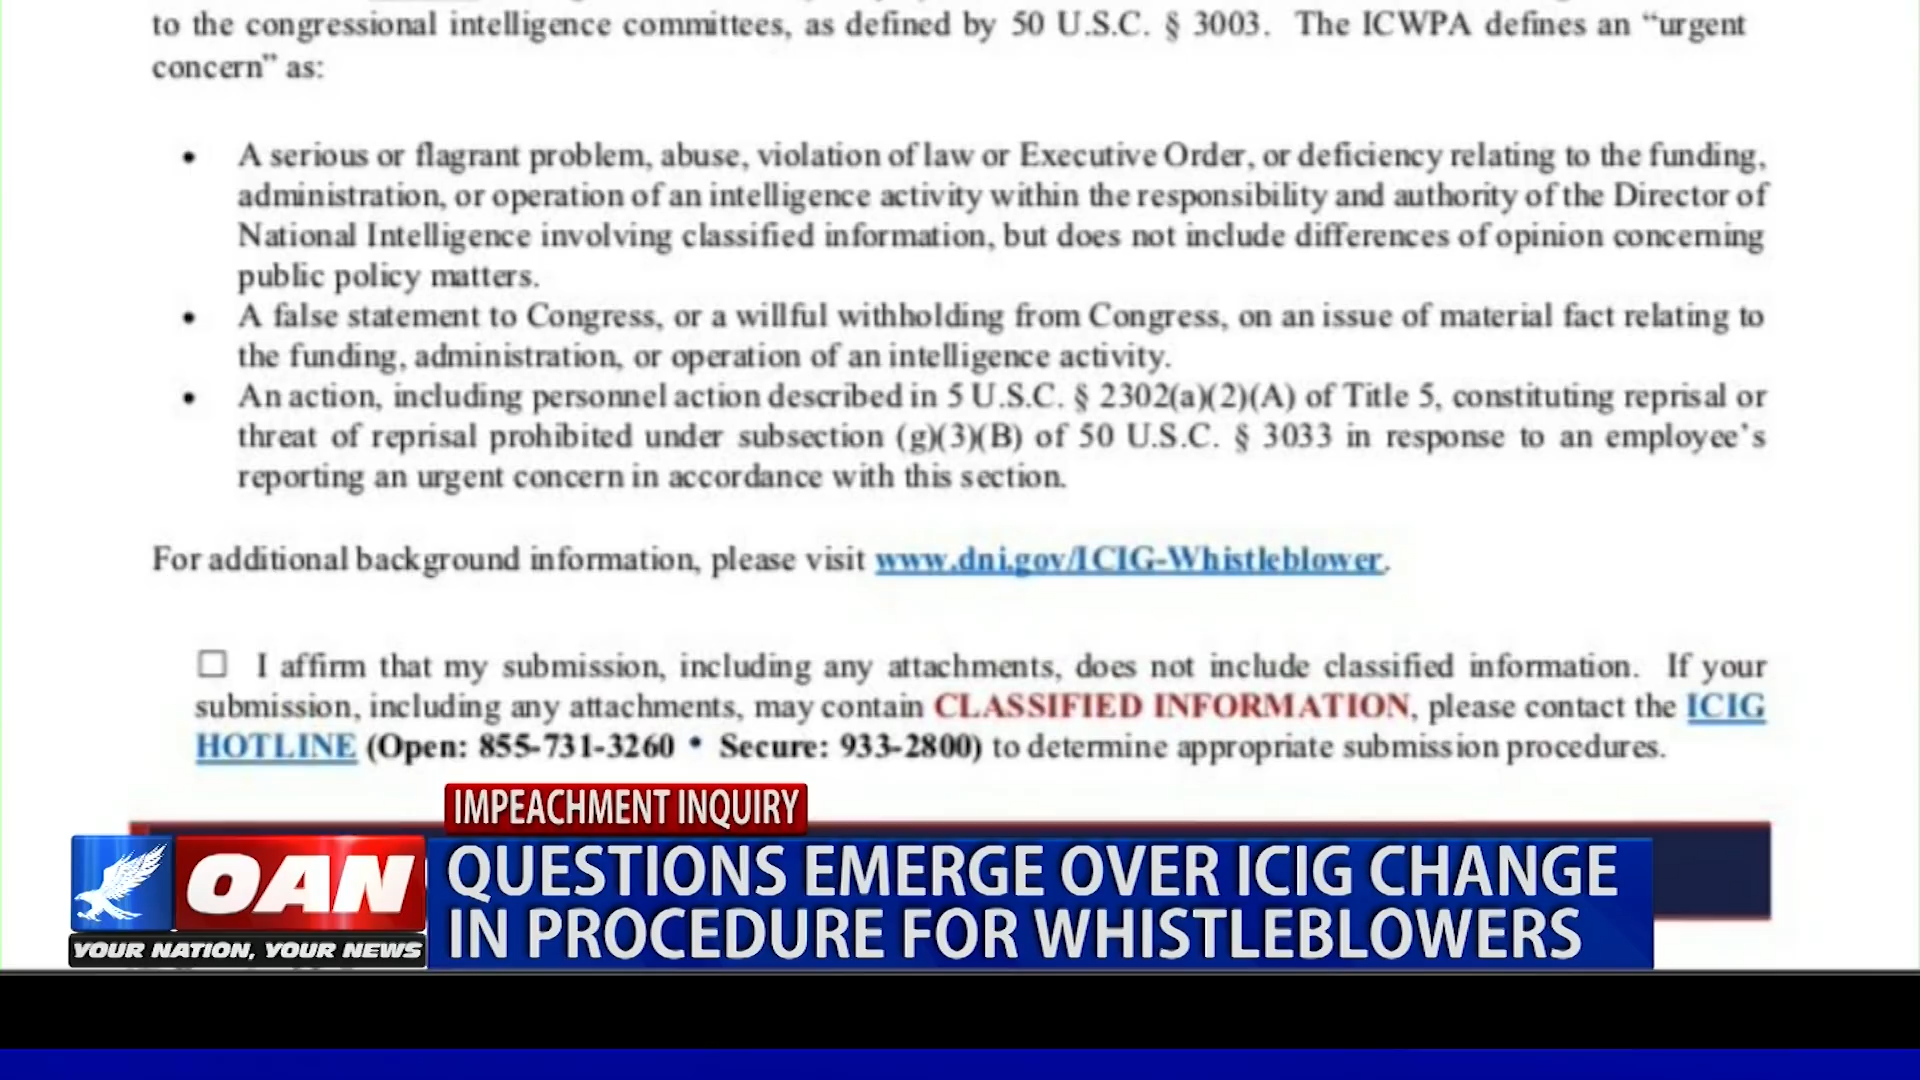 to the congressional intelligence committees, as defined by 50 U.S.C. § 3003. The ICWPA defines an “urgent
concern” as:
• A serious or flagrant problem, abuse, violation of law or Executive Order, or deficiency relating to the funding,
administration, or operation of an intelligence activity within the responsibility and authority of the Director of
National Intelligence involving classified information, but does not include differences of opinion concerning
public policy matters.
• A false statement to Congress, or a willful withholding from Congress, on an issue of material fact relating to
the funding, administration, or operation of an intelligence activity.
• An action, including personnel action described in 5 U.S.C. § 2302(a)(2)(A) of Title 5, constituting reprisal or
threat of reprisal prohibited under subsection (g)(3)(B) of 50 U.S.C. § 3033 in response to an employee’s
reporting an urgent concern in accordance with this section.
For additional background information, please visit www.dni.gov/ICIG-Whistleblower.
☐ I affirm that my submission, including any attachments, does not include classified information. If your
submission, including any attachments, may contain CLASSIFIED INFORMATION, please contact the ICIG
HOTLINE (Open: 855-731-3260 • Secure: 933-2800) to determine appropriate submission procedures.
IMPEACHMENT INQUIRY
OAN
YOUR NATION, YOUR NEWS
QUESTIONS EMERGE OVER ICIG CHANGE
IN PROCEDURE FOR WHISTLEBLOWERS